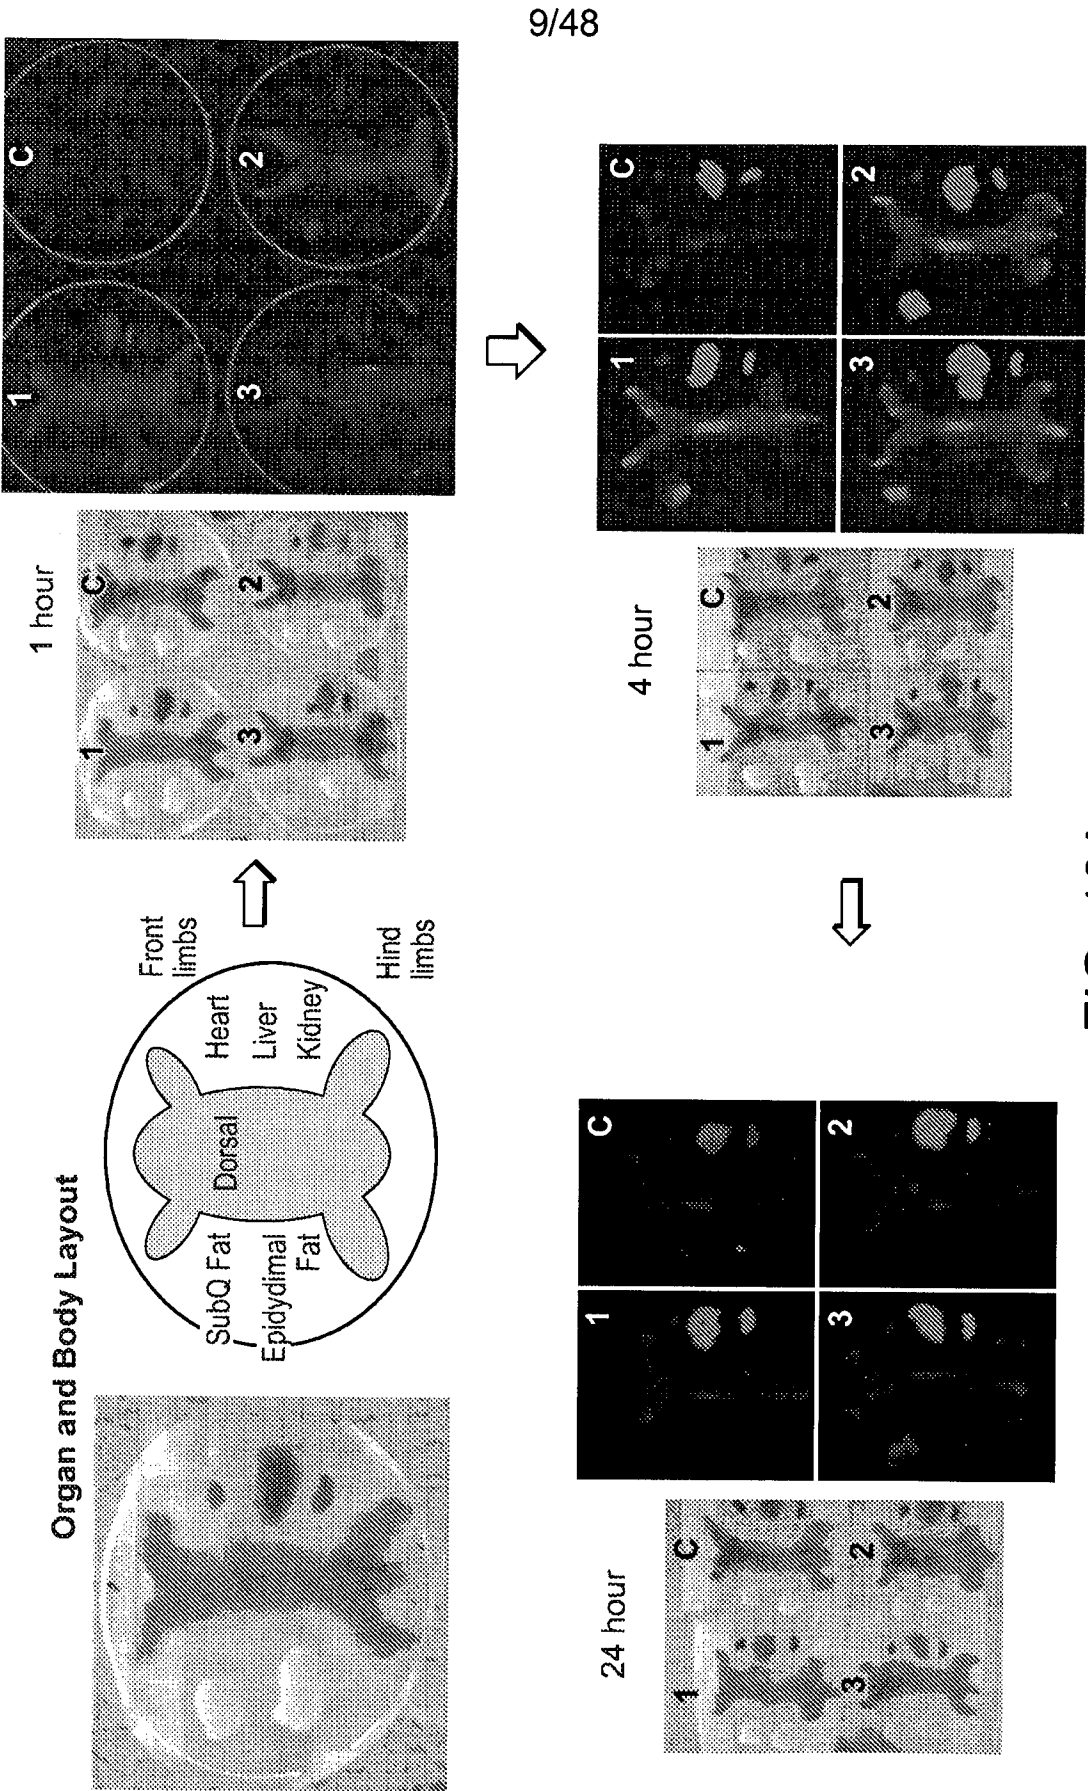 9/48
Organ and Body Layout
SubQ Fat
Epidydimal
Fat
Dorsal
Front
limbs
Heart
Liver
Kidney
Hind
limbs
1 hour
1
C
3
2
1
C
3
2
4 hour
1
C
3
2
1
C
3
2
24 hour
1
C
3
2
1
C
3
2